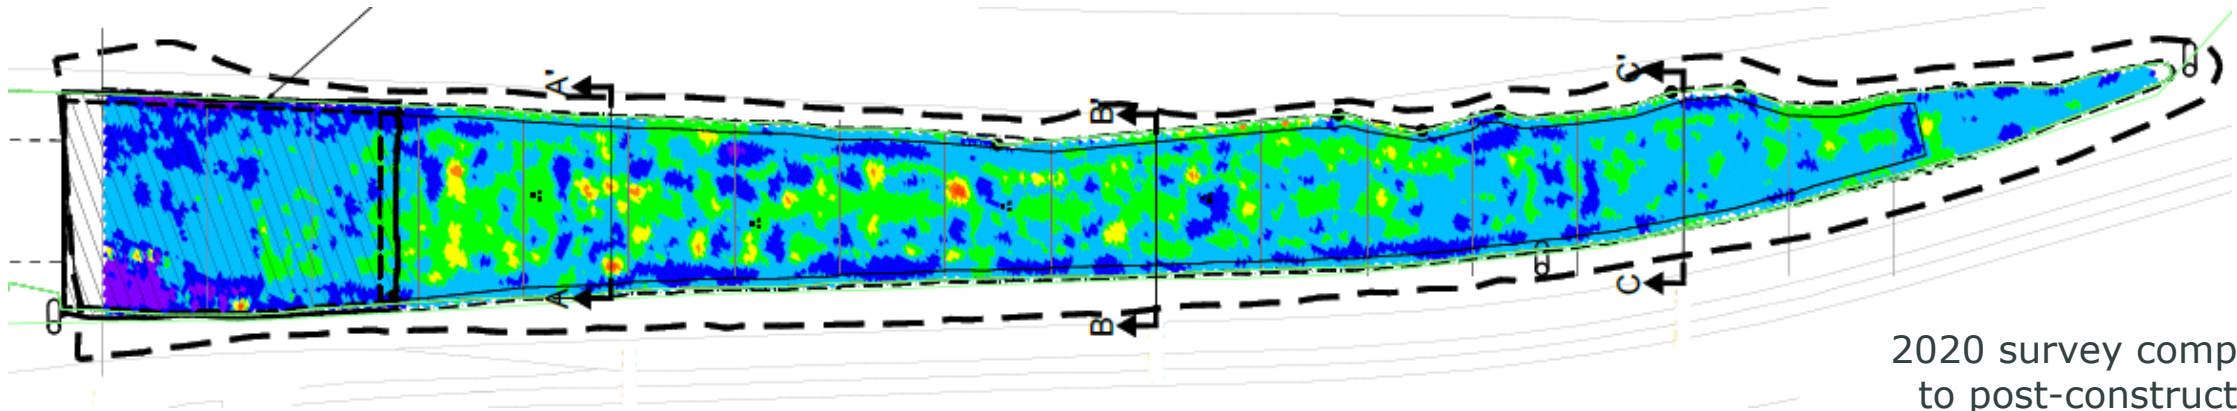 A'
B'
C'
A
B
C
2020 survey comp
to post-construct